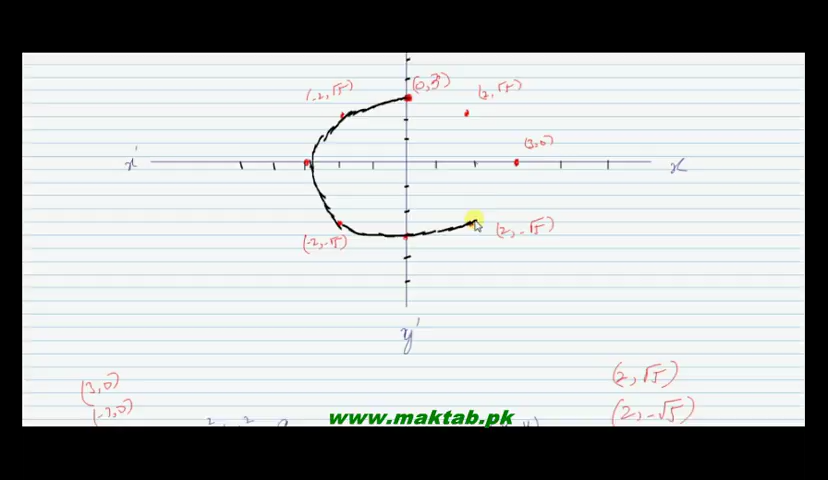 (-2, √5) (0, 3) (2, √5)
(3, 0)
x' x
(-2, -√5) (2, -√5)
y'
(3, 0) (2, √5)
(-3, 0) (2, -√5)
www.maktab.pk